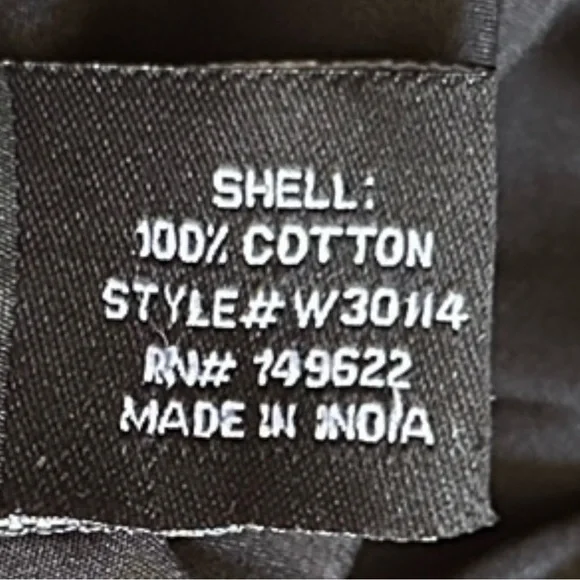 SHELL:
100% COTTON
STYLE# W30114
RN# 149622
MADE IN INDIA